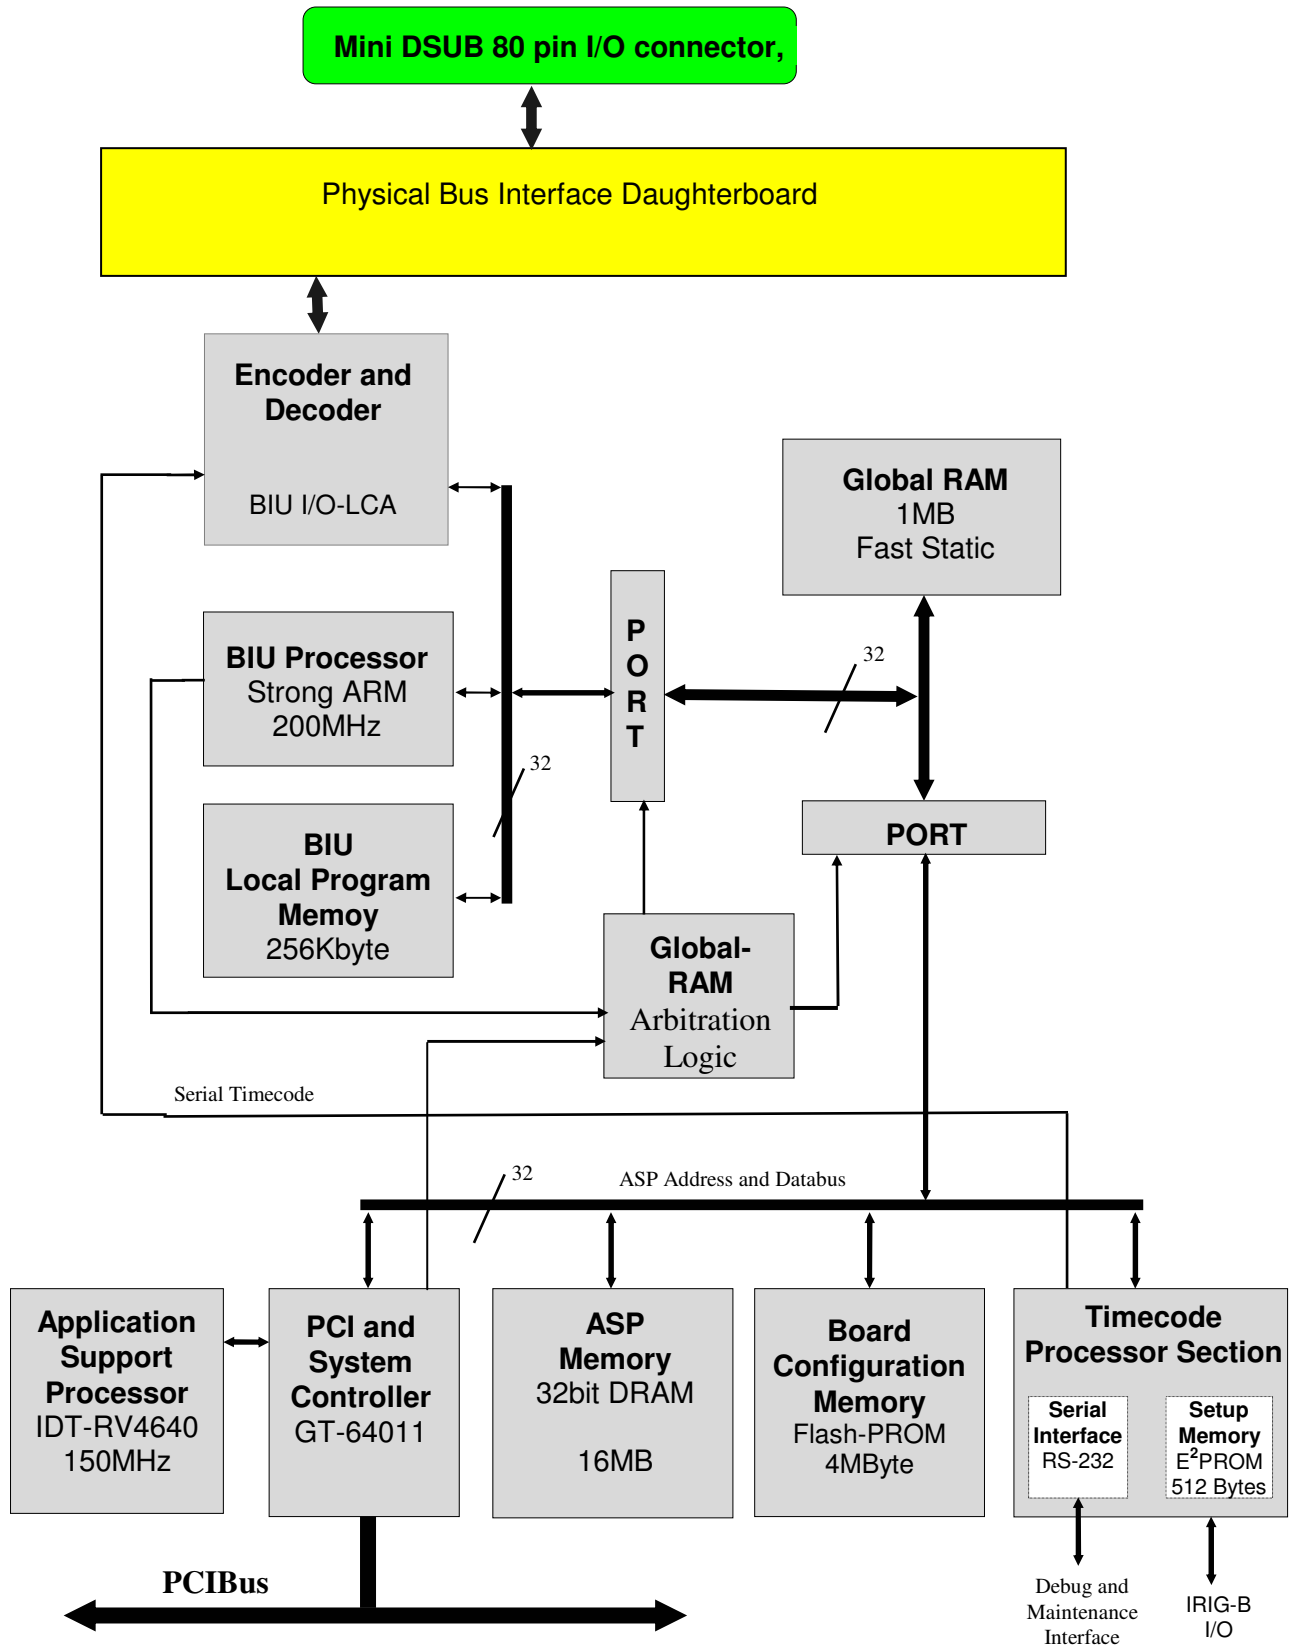 Mini DSUB 80 pin I/O connector,
Physical Bus Interface Daughterboard
Encoder and
Decoder
BIU I/O-LCA
Global RAM
1MB
Fast Static
BIU Processor
Strong ARM
200MHz
P
O
R
T
32
32
BIU
Local Program
Memoy
256Kbyte
PORT
Global-
RAM
Arbitration
Logic
Serial Timecode
32
ASP Address and Databus
Application
Support
Processor
IDT-RV4640
150MHz
PCI and
System
Controller
GT-64011
ASP
Memory
32bit DRAM
16MB
Board
Configuration
Memory
Flash-PROM
4MByte
Timecode
Processor Section
Serial
Interface
RS-232
Setup
Memory
E²PROM
512 Bytes
PCIBus
Debug and
Maintenance
Interface
IRIG-B
I/O